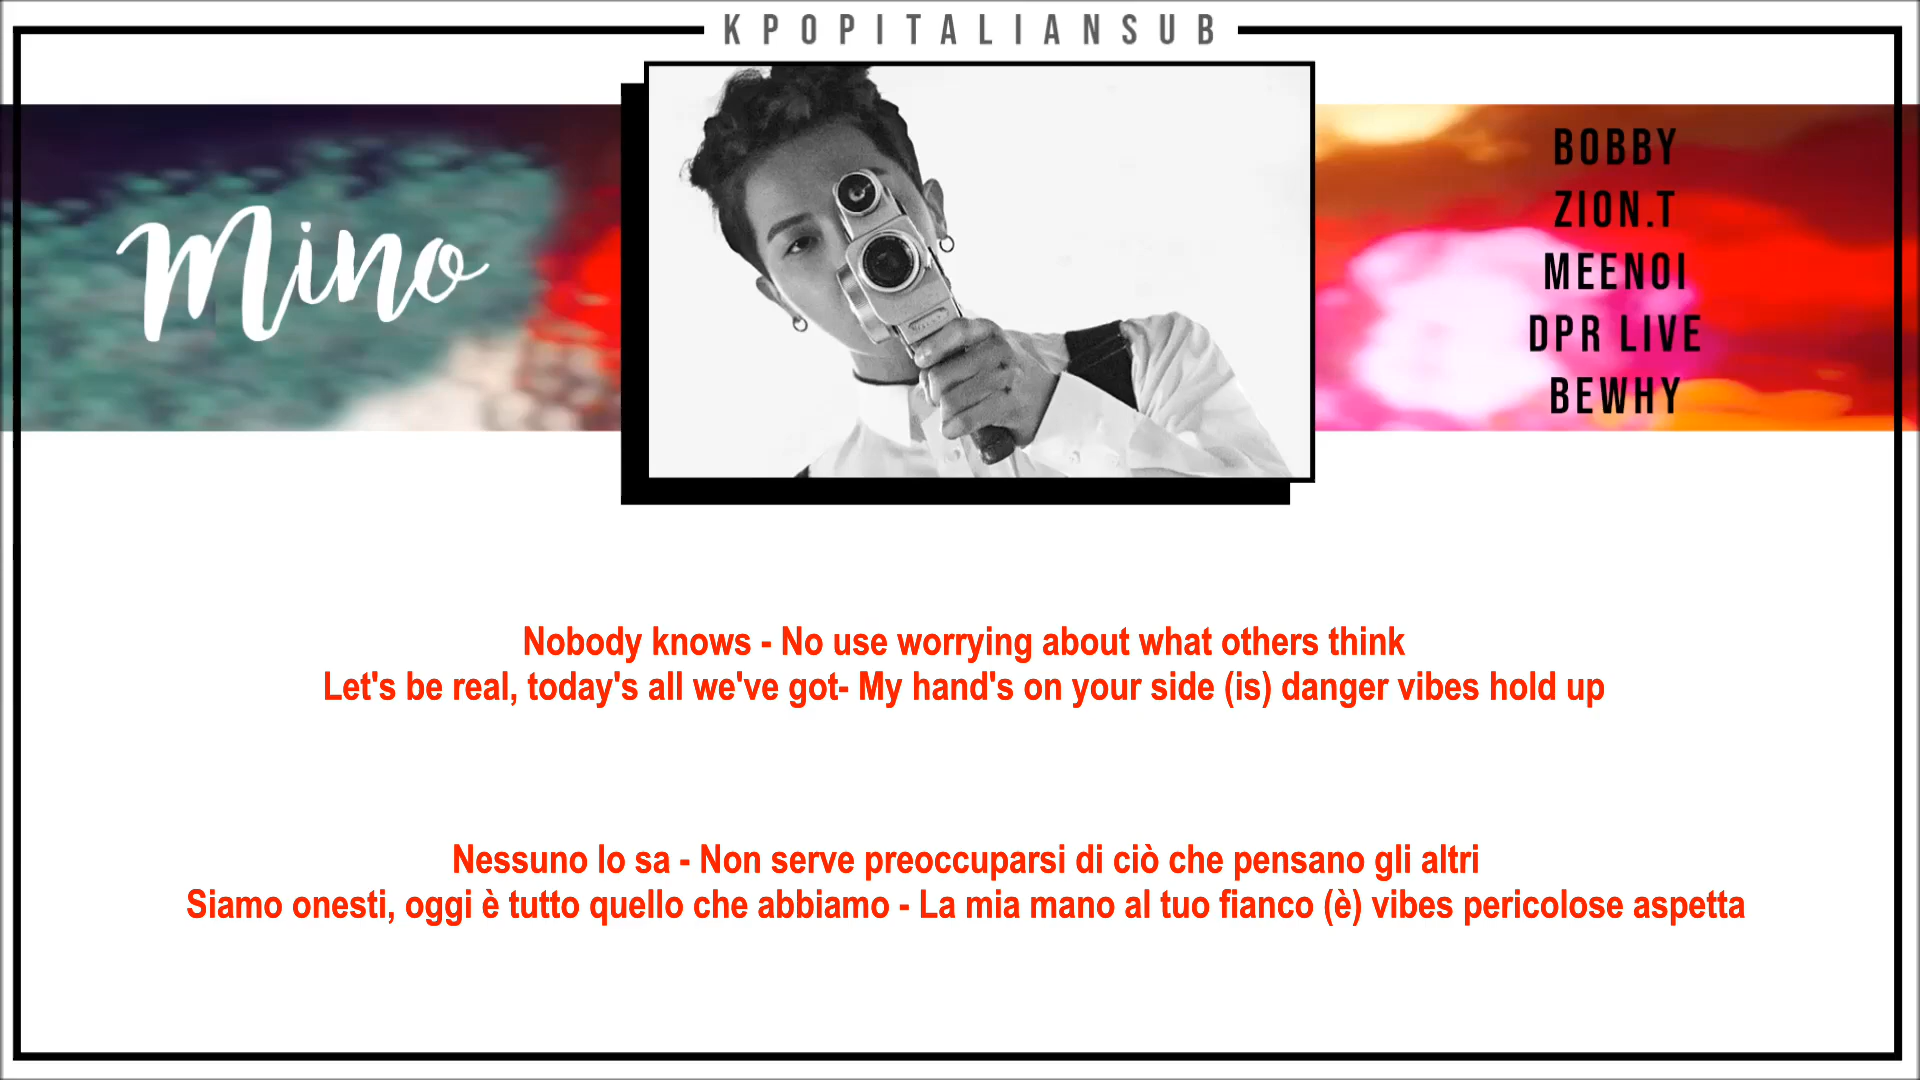 KPOPITALIANSUB
Mino
BOBBY
ZION.T
MEENOI
DPR LIVE
BEWHY
Nobody knows - No use worrying about what others think
Let's be real, today's all we've got- My hand's on your side (is) danger vibes hold up
Nessuno lo sa - Non serve preoccuparsi di ciò che pensano gli altri
Siamo onesti, oggi è tutto quello che abbiamo - La mia mano al tuo fianco (è) vibes pericolose aspetta